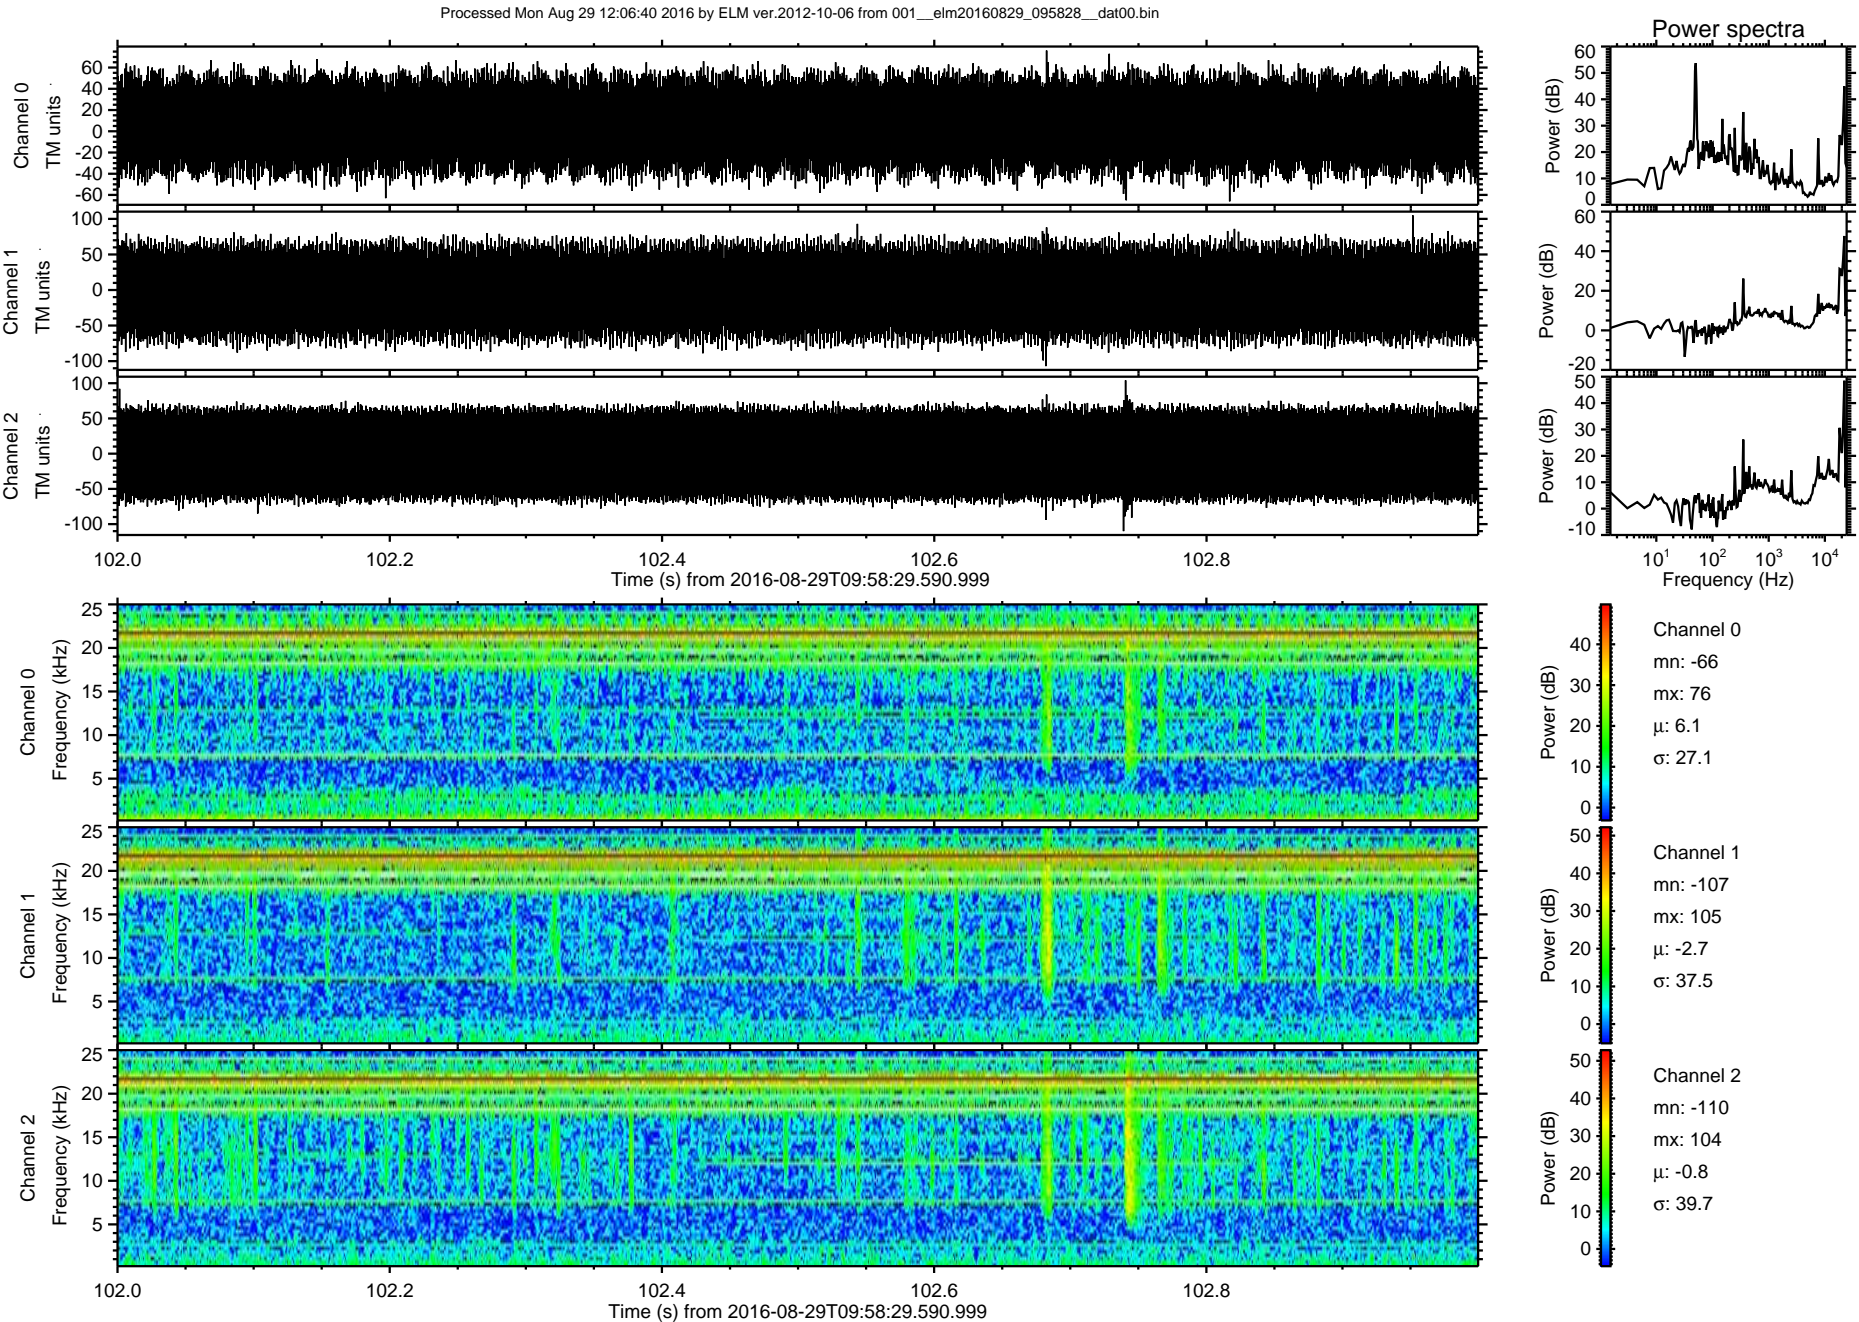 Processed Mon Aug 29 12:06:40 2016 by ELM ver.2012-10-06 from 001__elm20160829_095828__dat00.bin
Power spectra
Channel 0
TM units
60
40
20
0
-20
-40
-60
Power (dB)
60
50
40
30
20
10
0
Channel 1
TM units
100
50
0
-50
-100
Power (dB)
60
40
20
0
-20
Channel 2
TM units
100
50
0
-50
-100
Power (dB)
50
40
30
20
10
0
-10
102.0 102.2 102.4 102.6 102.8
Time (s) from 2016-08-29T09:58:29.590.999
10^1 10^2 10^3 10^4
Frequency (Hz)
Channel 0
Frequency (kHz)
25
20
15
10
5
Power (dB)
40
30
20
10
0
Channel 0
mn: -66
mx: 76
μ: 6.1
σ: 27.1
Channel 1
Frequency (kHz)
25
20
15
10
5
Power (dB)
50
40
30
20
10
0
Channel 1
mn: -107
mx: 105
μ: -2.7
σ: 37.5
Channel 2
Frequency (kHz)
25
20
15
10
5
Power (dB)
50
40
30
20
10
0
Channel 2
mn: -110
mx: 104
μ: -0.8
σ: 39.7
102.0 102.2 102.4 102.6 102.8
Time (s) from 2016-08-29T09:58:29.590.999